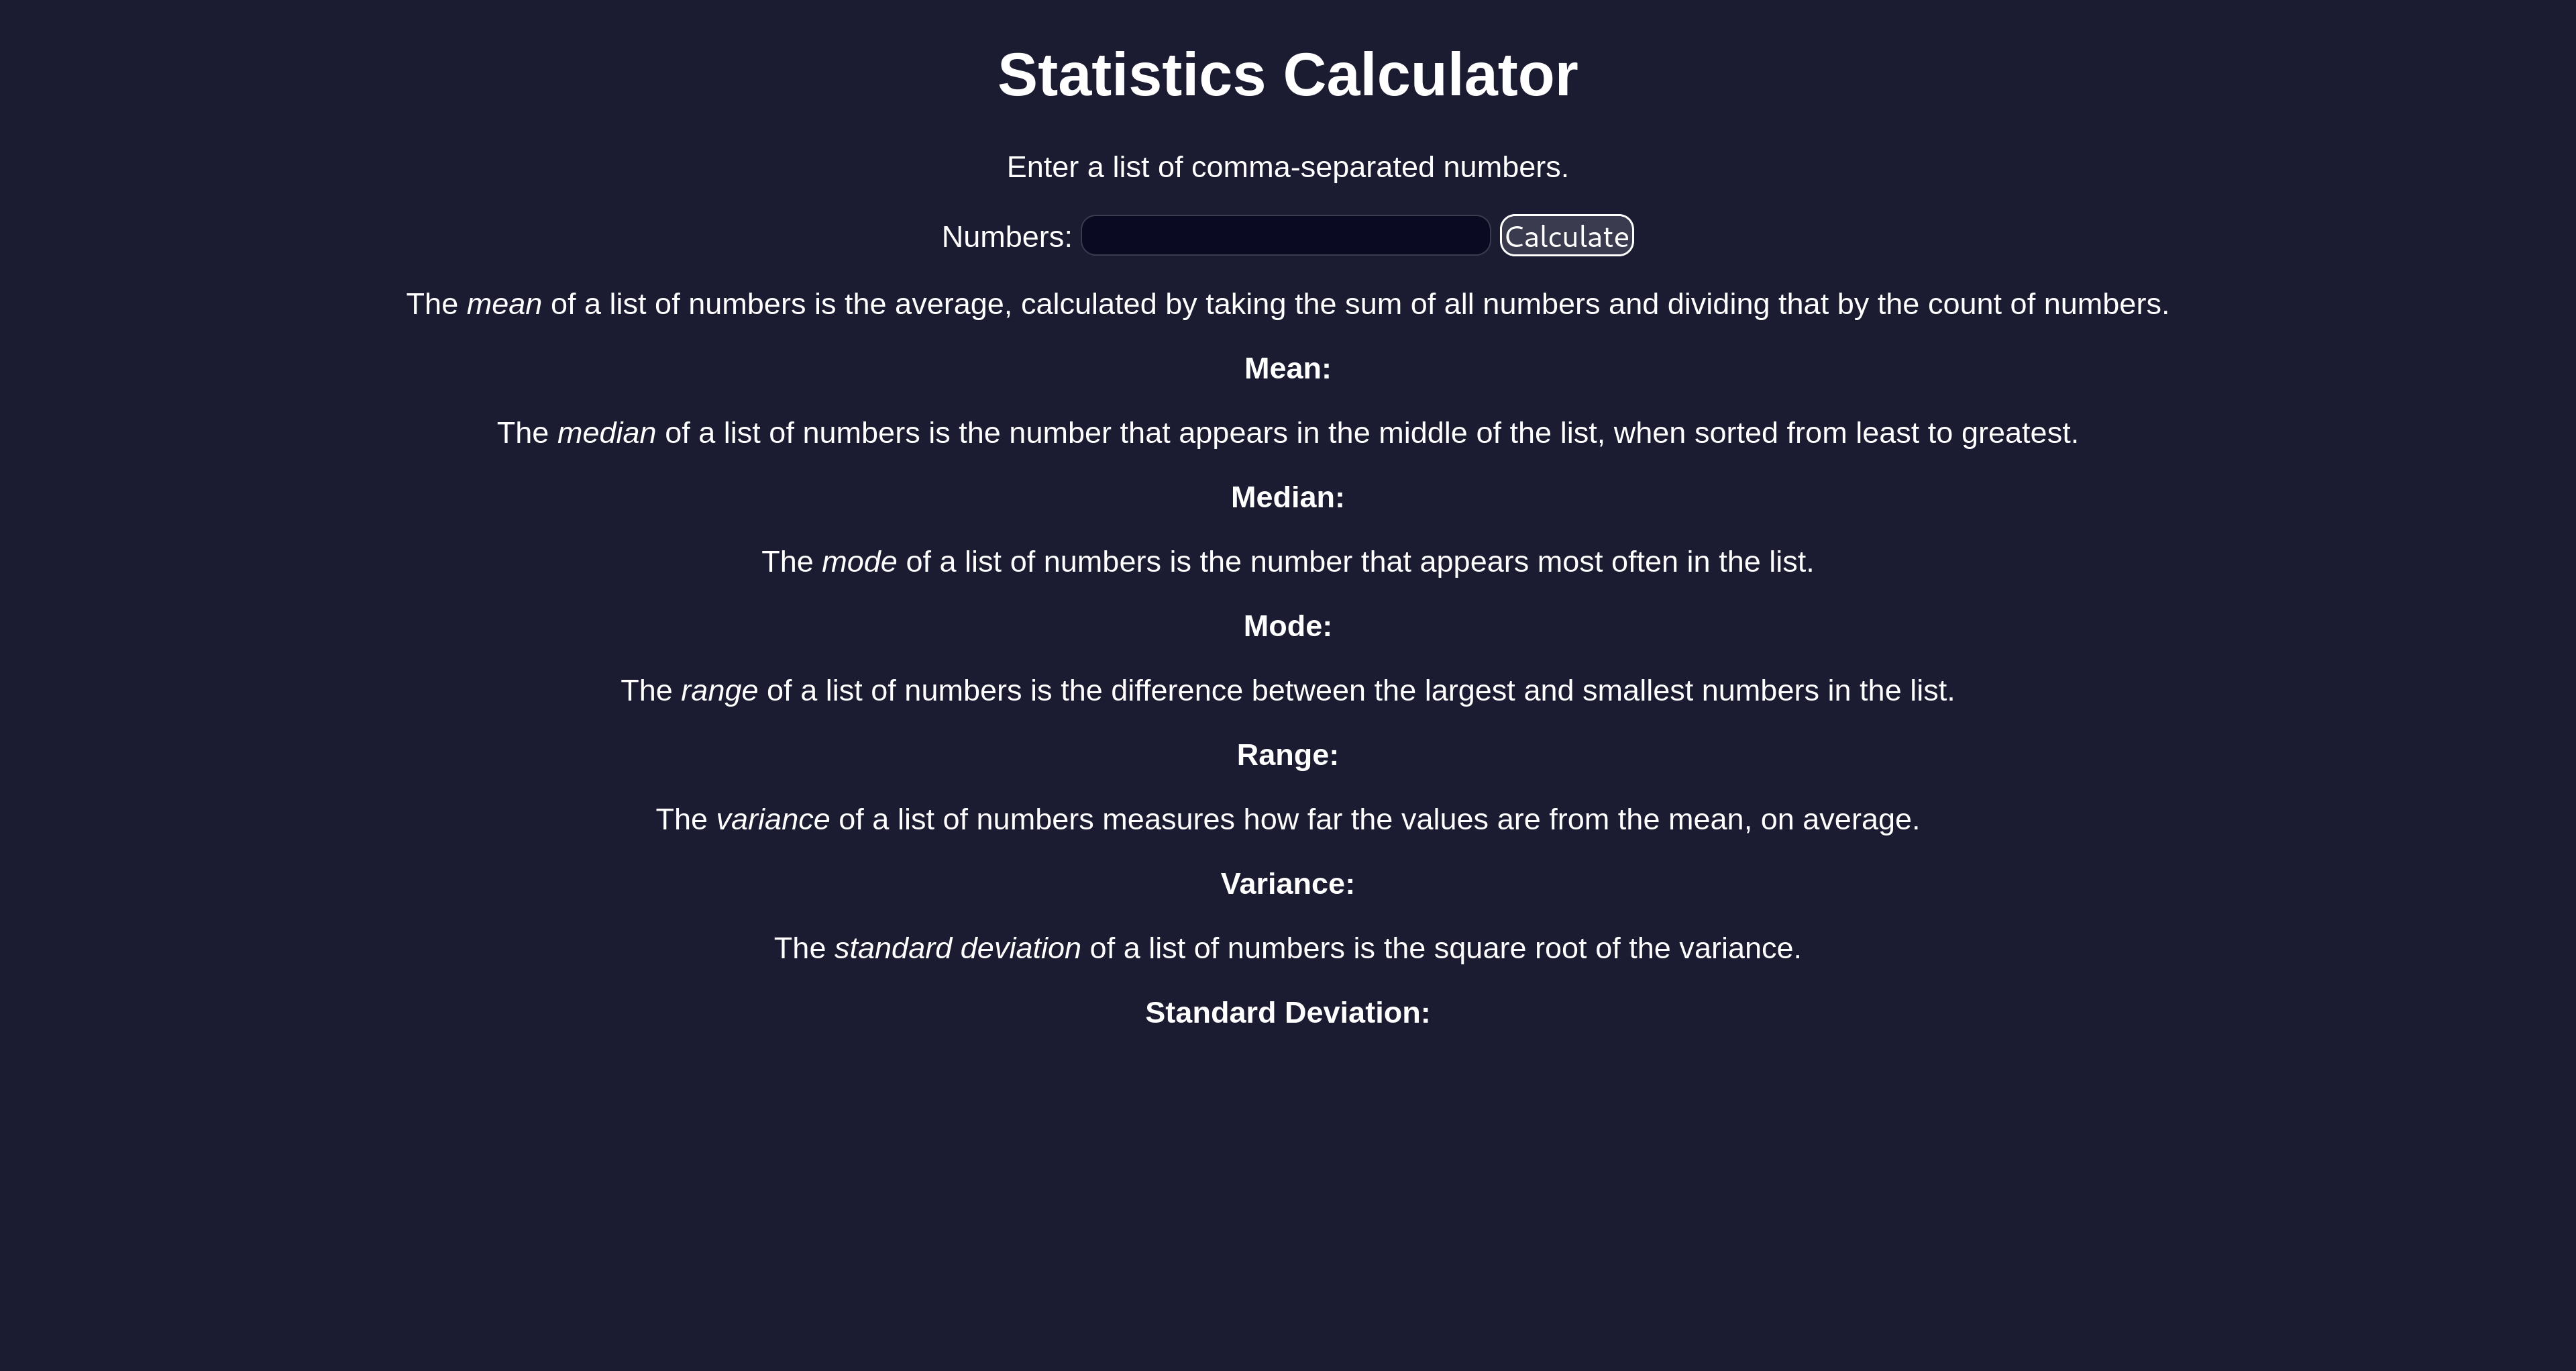 Statistics Calculator
Enter a list of comma-separated numbers.
Numbers: Calculate
The mean of a list of numbers is the average, calculated by taking the sum of all numbers and dividing that by the count of numbers.
Mean:
The median of a list of numbers is the number that appears in the middle of the list, when sorted from least to greatest.
Median:
The mode of a list of numbers is the number that appears most often in the list.
Mode:
The range of a list of numbers is the difference between the largest and smallest numbers in the list.
Range:
The variance of a list of numbers measures how far the values are from the mean, on average.
Variance:
The standard deviation of a list of numbers is the square root of the variance.
Standard Deviation: